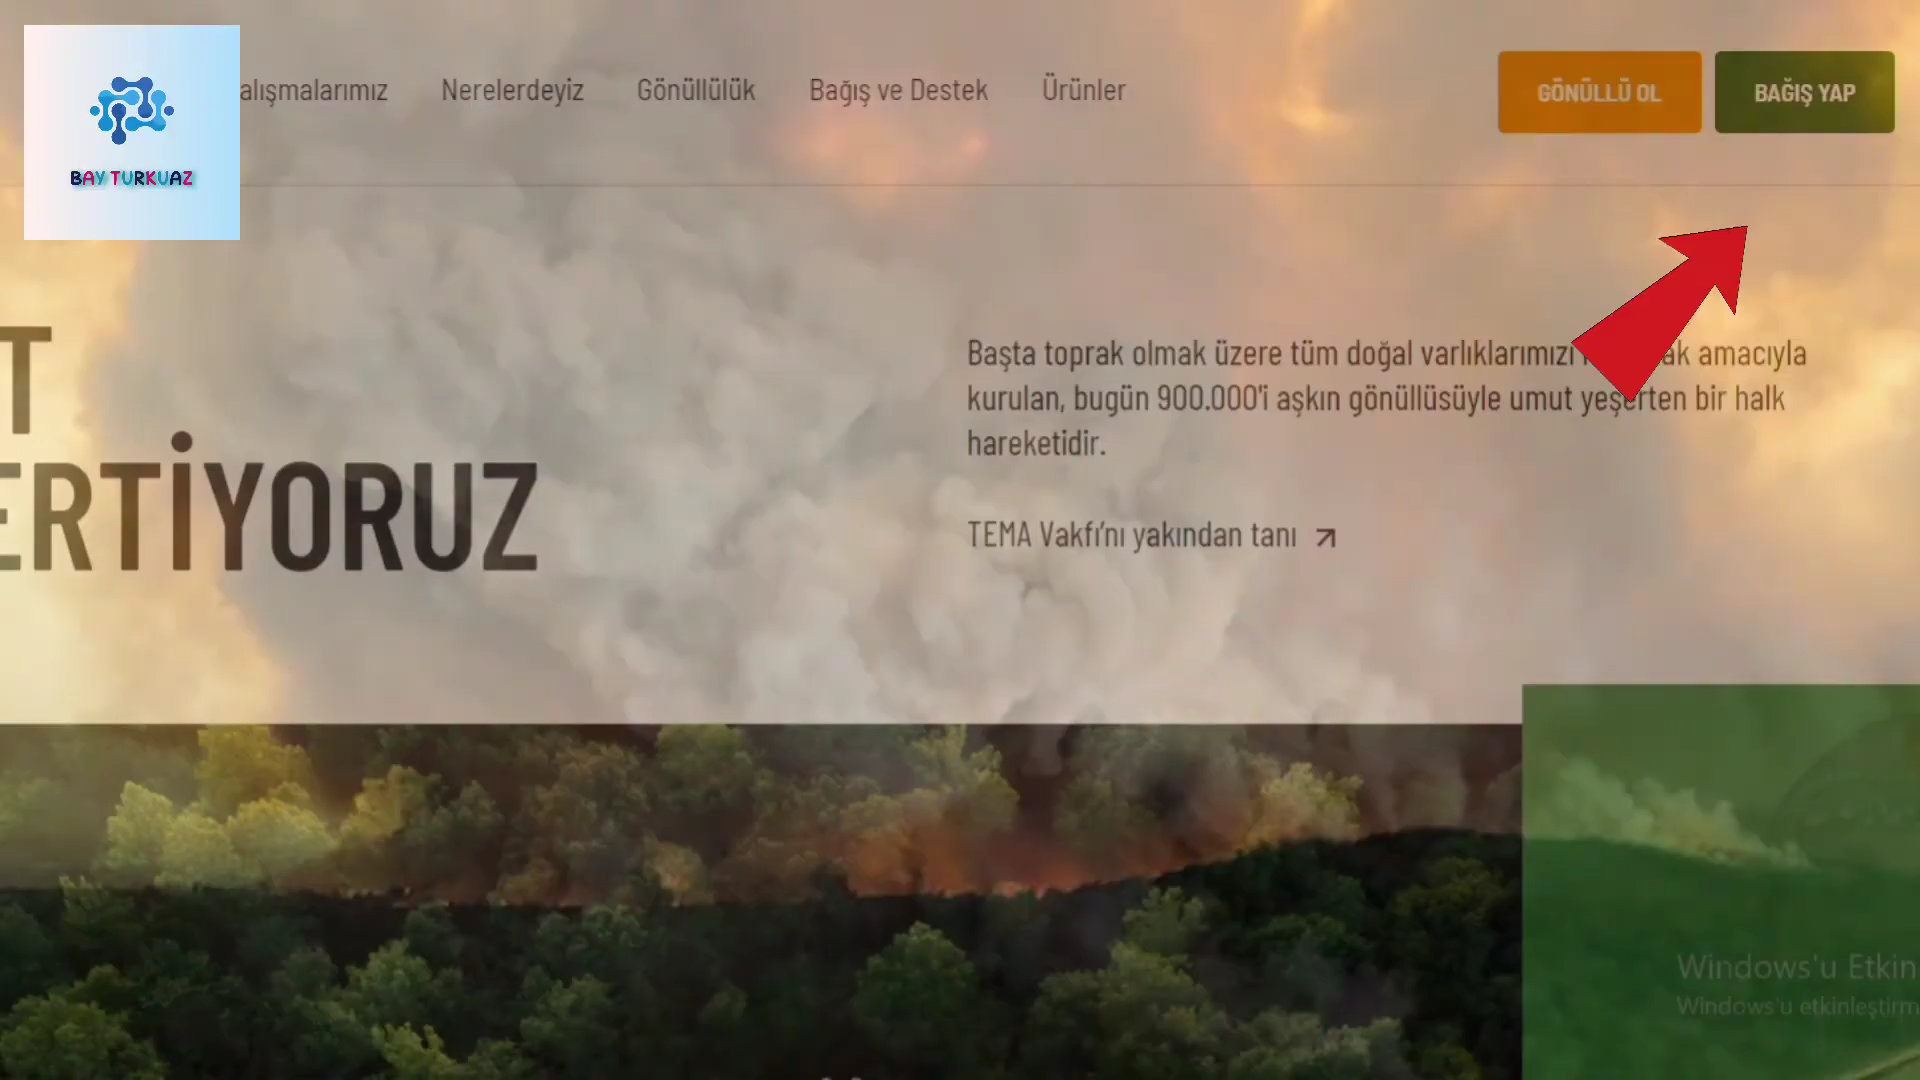 BAY TURKUAZ
alışmalarımız
Nerelerdeyiz
Gönüllülük
Bağış ve Destek
Ürünler
GÖNÜLLÜ OL
BAĞIŞ YAP
T
ERTİYORUZ
Başta toprak olmak üzere tüm doğal varlıklarımızı ak amacıyla
kurulan, bugün 900.000'i aşkın gönüllüsüyle umut yeşerten bir halk
hareketidir.
TEMA Vakfı’nı yakından tanı
Windows'u Etkin
Windows'u etkinleştirm